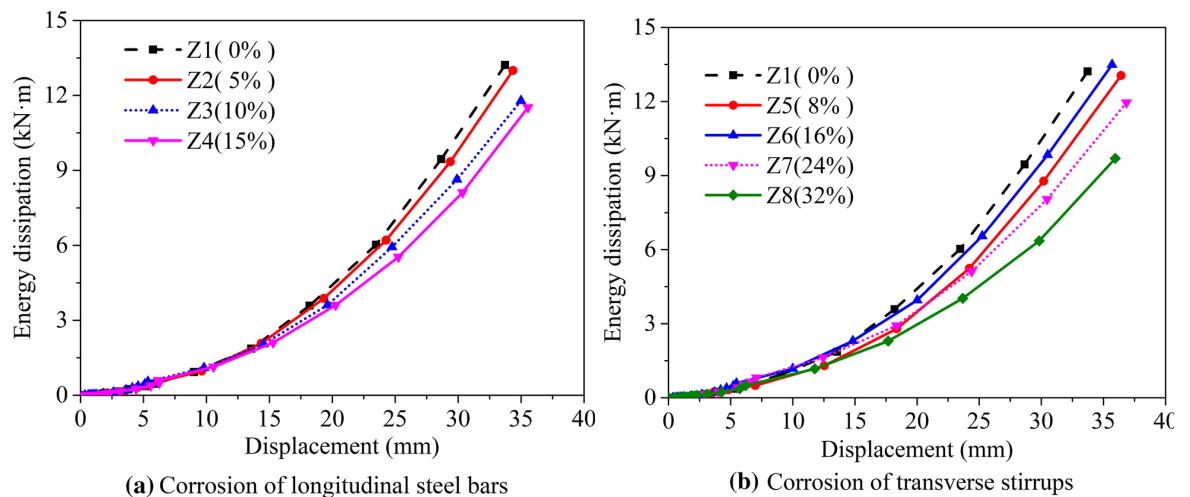 Energy dissipation (kN·m)
15
12
9
6
3
0
Z1( 0% )
Z2( 5% )
Z3(10%)
Z4(15%)
0 5 10 15 20 25 30 35 40
Displacement (mm)
(a) Corrosion of longitudinal steel bars
Energy dissipation (kN·m)
15
12
9
6
3
0
Z1( 0% )
Z5( 8% )
Z6(16%)
Z7(24%)
Z8(32%)
0 5 10 15 20 25 30 35 40
Displacement (mm)
(b) Corrosion of transverse stirrups